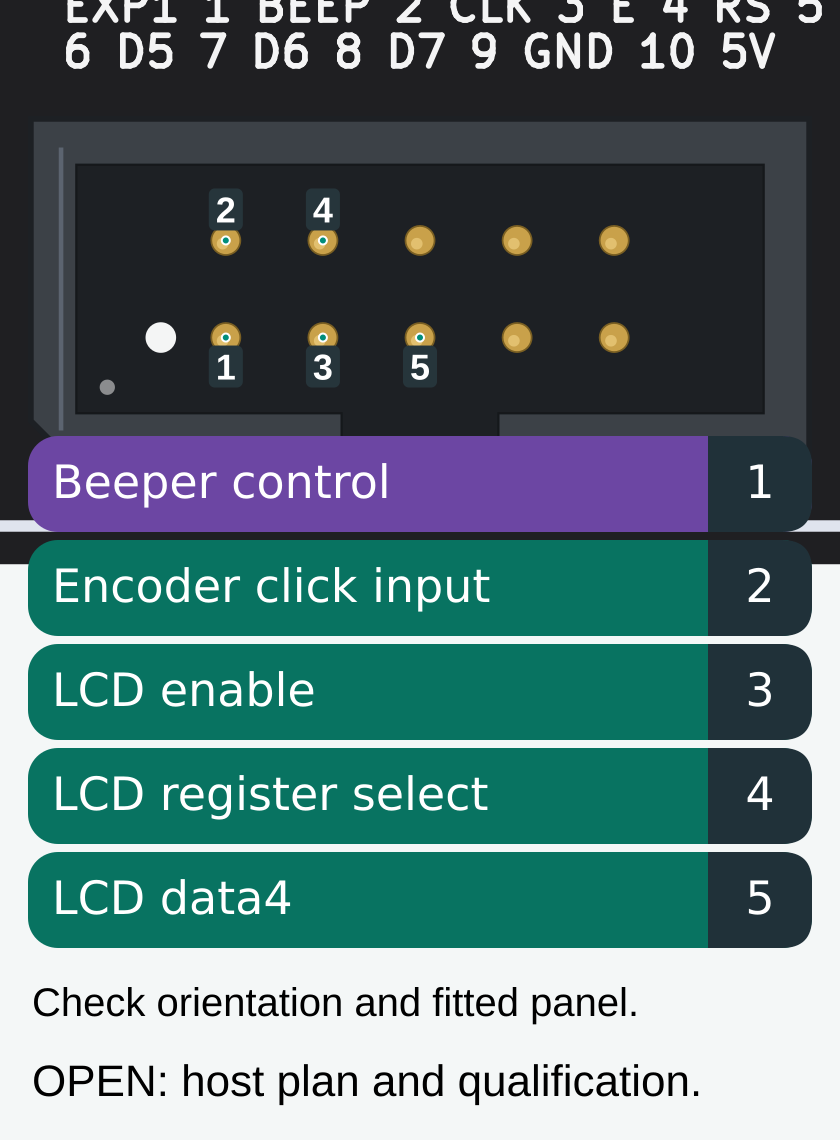 EXP1 1 BEEP 2 CLK 3 E 4 RS 5
6 D5 7 D6 8 D7 9 GND 10 5V
2 4
1 3 5
Beeper control 1
Encoder click input 2
LCD enable 3
LCD register select 4
LCD data4 5
Check orientation and fitted panel.
OPEN: host plan and qualification.